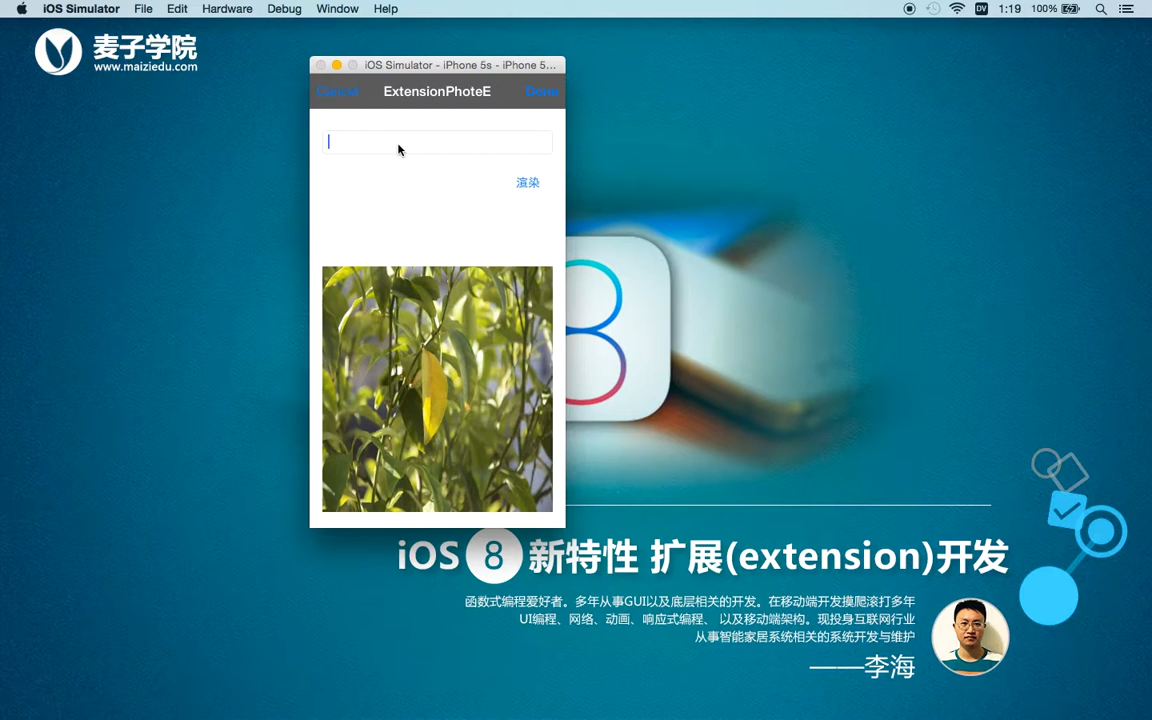 iOS Simulator File Edit Hardware Debug Window Help DV 1:19 100%
麦子学院
www.maiziedu.com
iOS Simulator - iPhone 5s - iPhone 5...
Cancel ExtensionPhoteE Done
渲染
8
iOS 8 新特性 扩展(extension)开发
函数式编程爱好者。多年从事GUI以及底层相关的开发。在移动端开发摸爬滚打多年
UI编程、网络、动画、响应式编程、 以及移动端架构。现投身互联网行业
从事智能家居系统相关的系统开发与维护
——李海